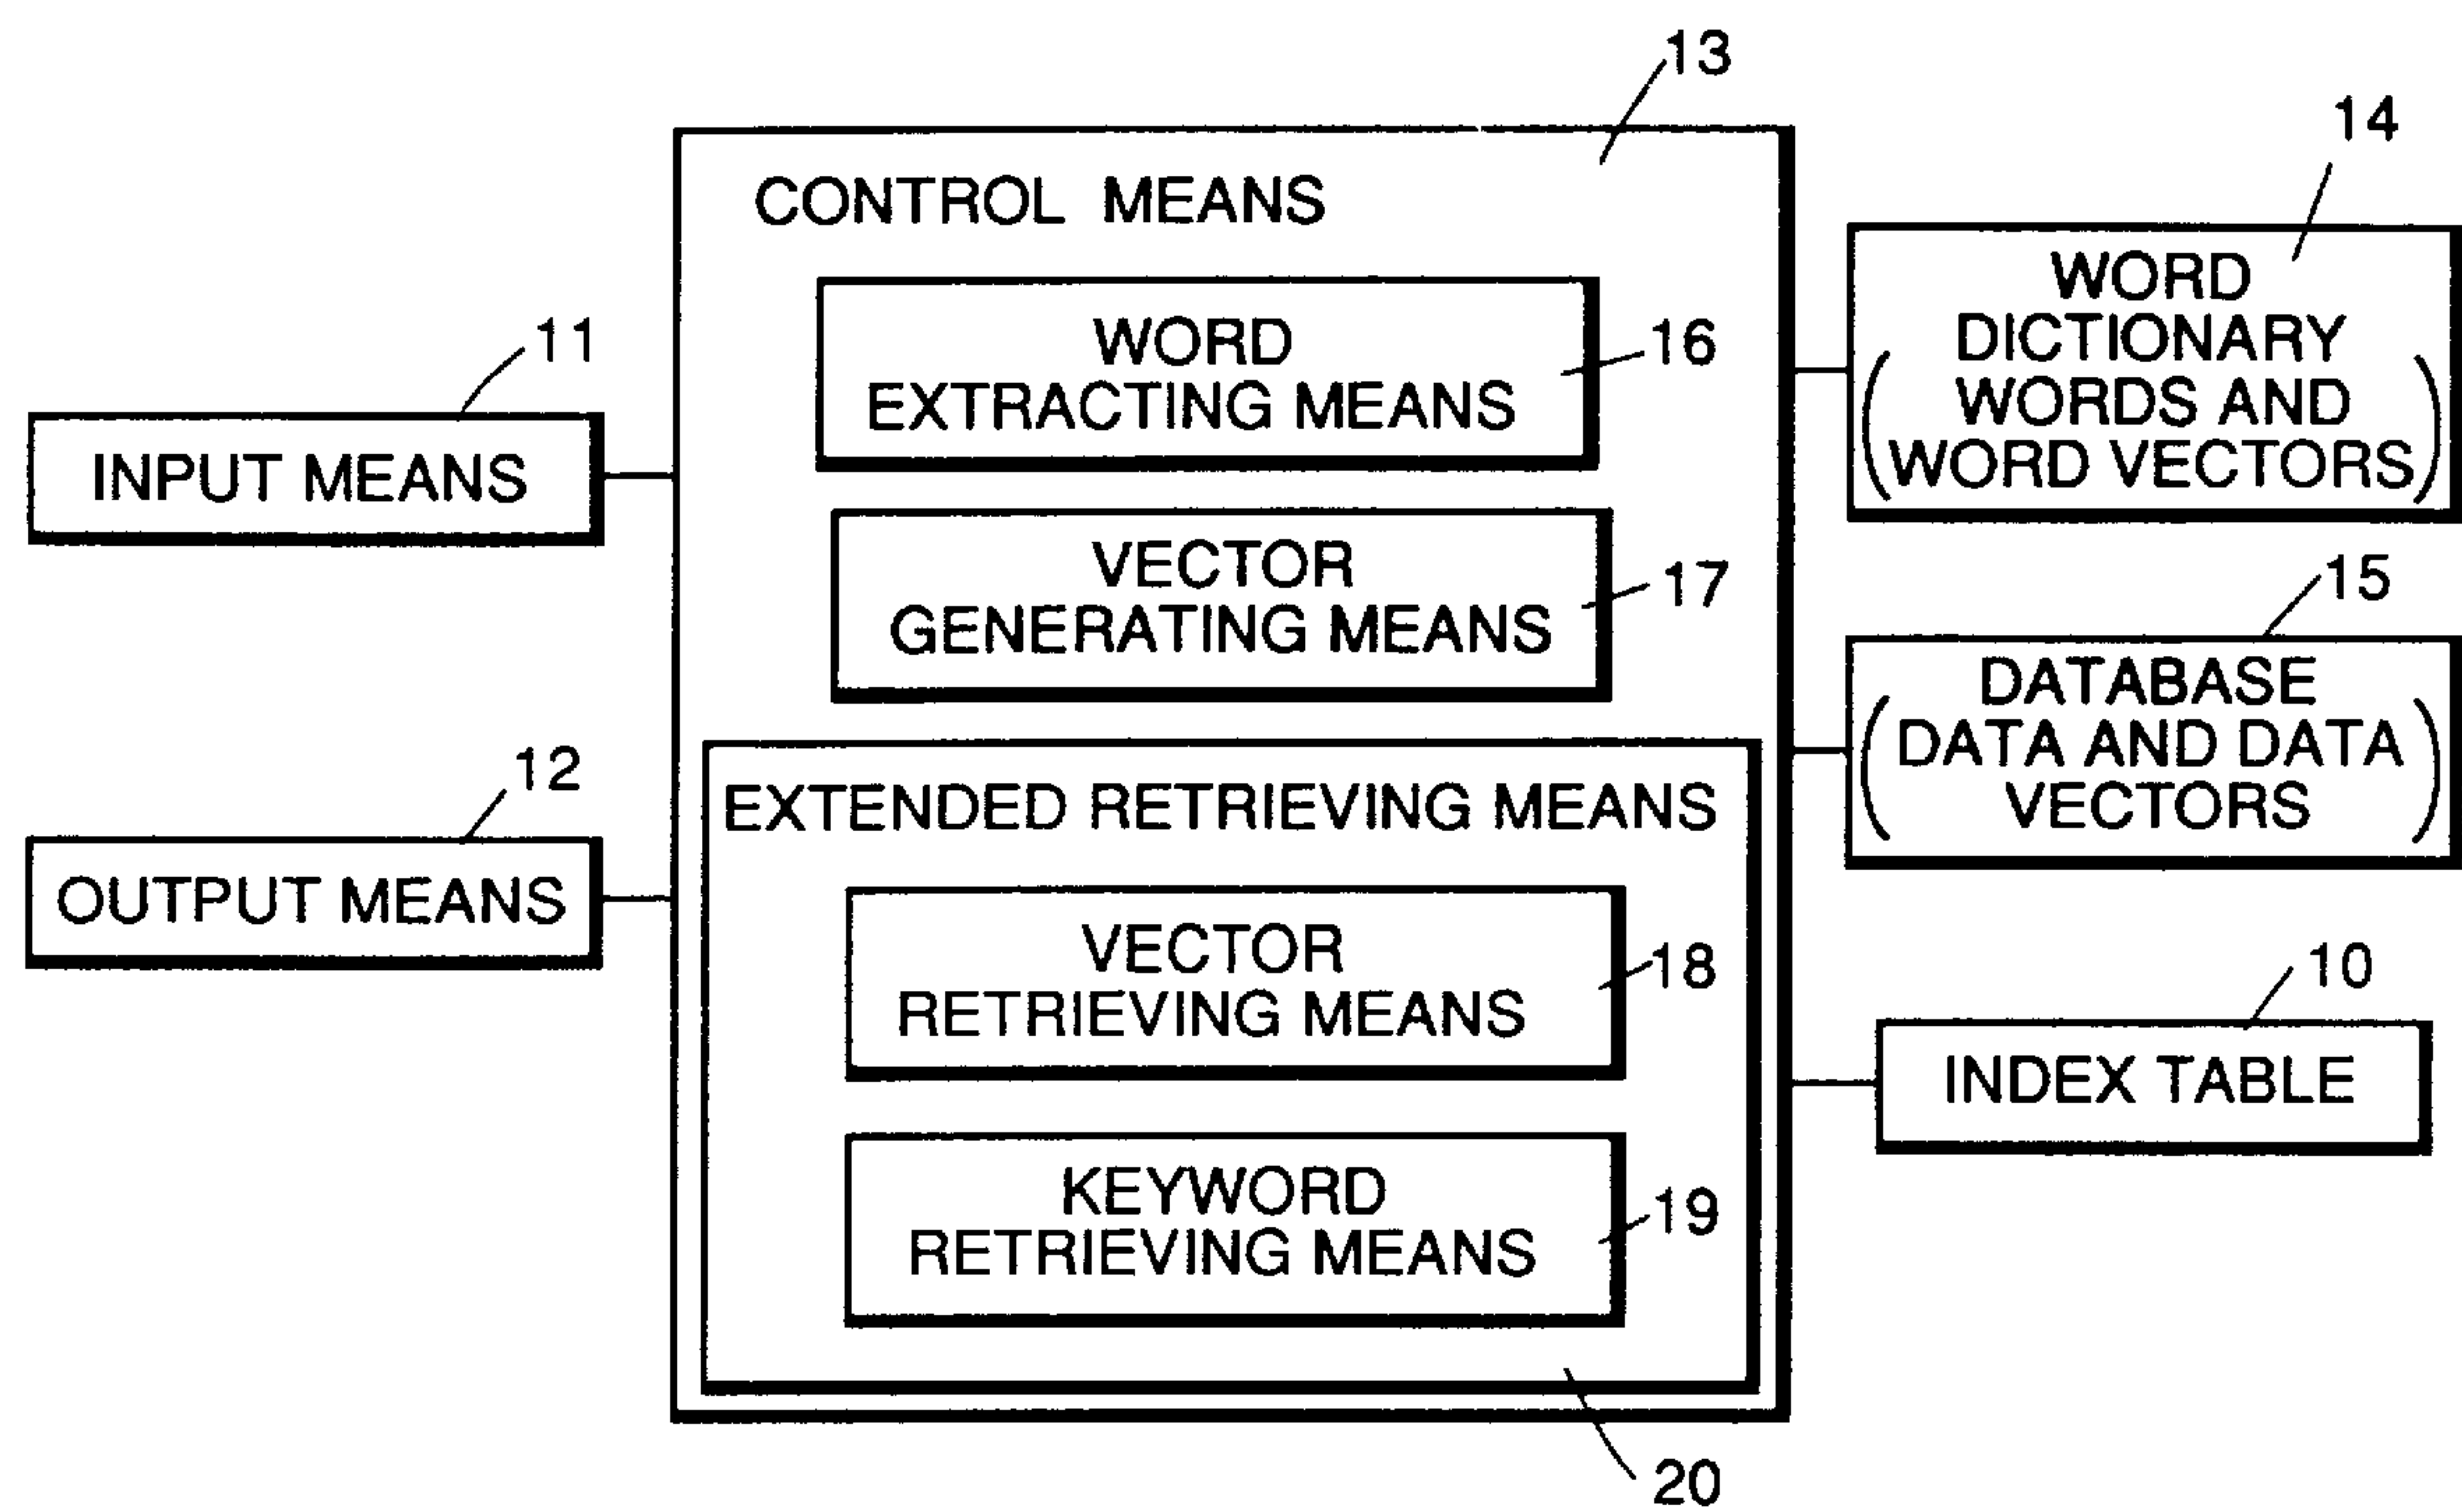 13
CONTROL MEANS
WORD
EXTRACTING MEANS
16
VECTOR
GENERATING MEANS
17
EXTENDED RETRIEVING MEANS
VECTOR
RETRIEVING MEANS
18
KEYWORD
RETRIEVING MEANS
19
20
11
INPUT MEANS
12
OUTPUT MEANS
14
WORD
DICTIONARY
(WORDS AND
WORD VECTORS)
15
DATABASE
(DATA AND DATA
VECTORS)
10
INDEX TABLE